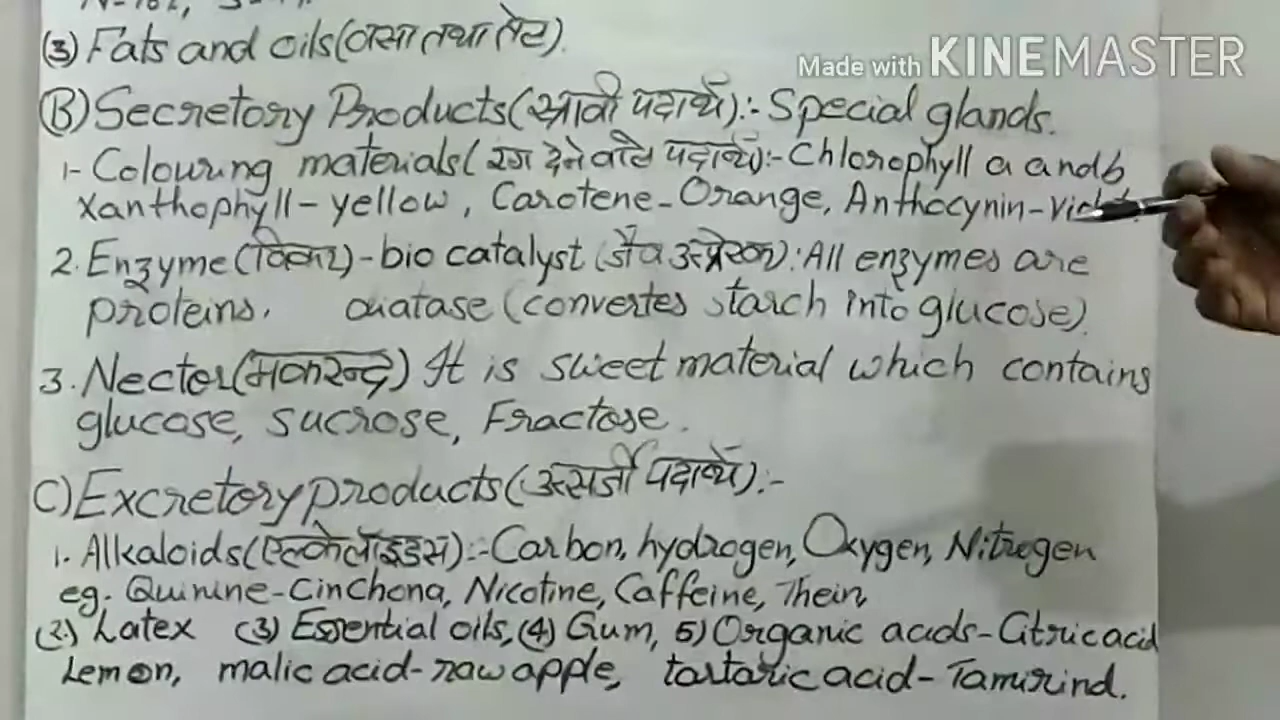 (3) Fats and oils(वसा तथा तेल).
Made with KINEMASTER
(B) Secretory Products(स्रावी पदार्थ):- Special glands.
1- Colouring materials( रंग देने वाले पदार्थ):- Chlorophyll a and b
Xanthophyll - yellow, Carotene - Orange, Anthocynin - Violet.
2. Enzyme(विकर) - bio catalyst (जैव उत्प्रेरक): All enzymes are
proteins. (convertes starch into glucose)
3. Nector(मकरन्द) It is sweet material which contains
glucose, sucrose, Fractose.
C) Excretory products(उत्सर्जी पदार्थ):-
1. Alkaloids(एल्केलॉइडस):- Carbon, hydrogen, Oxygen, Nitrogen
eg. Quinine - Cinchona, Nicotine, Caffeine, Thein,
(2.) Latex (3) Essential oils, (4) Gum, 5) Organic acids - Citric acid
Lemon, malic acid - raw apple, tartaric acid - Tamirind.